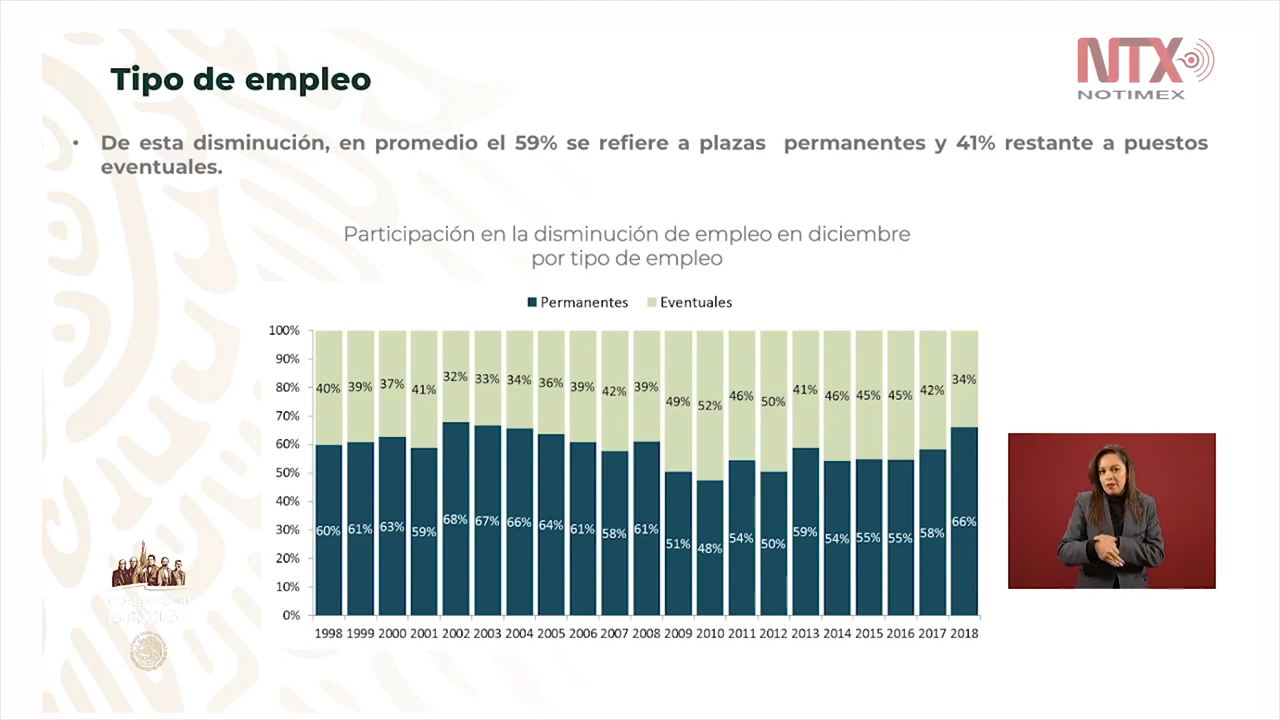 Tipo de empleo
NTX
NOTIMEX
• De esta disminución, en promedio el 59% se refiere a plazas permanentes y 41% restante a puestos
eventuales.
Participación en la disminución de empleo en diciembre
por tipo de empleo
Permanentes Eventuales
100%
90%
80%
70%
60%
50%
40%
30%
20%
10%
0%
40% 39% 37% 41% 32% 33% 34% 36% 39% 42% 39% 49% 52% 46% 50% 41% 46% 45% 45% 42% 34%
60% 61% 63% 59% 68% 67% 66% 64% 61% 58% 61% 51% 48% 54% 50% 59% 54% 55% 55% 58% 66%
1998 1999 2000 2001 2002 2003 2004 2005 2006 2007 2008 2009 2010 2011 2012 2013 2014 2015 2016 2017 2018